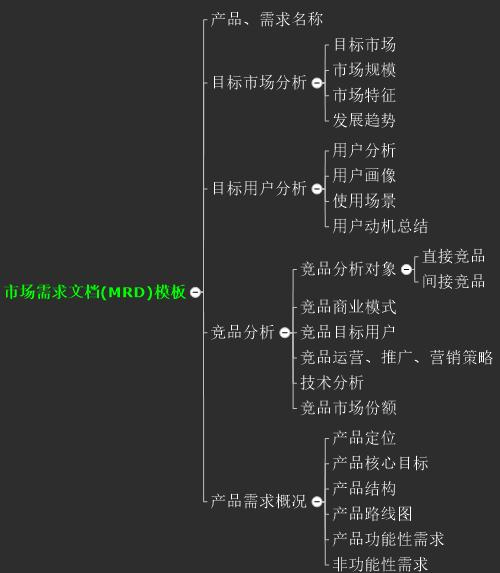 产品、需求名称
目标市场分析
目标市场
市场规模
市场特征
发展趋势
目标用户分析
用户分析
用户画像
使用场景
用户动机总结
市场需求文档(MRD)模板
竞品分析
竞品分析对象
直接竞品
间接竞品
竞品商业模式
竞品目标用户
竞品运营、推广、营销策略
技术分析
竞品市场份额
产品需求概况
产品定位
产品核心目标
产品结构
产品路线图
产品功能性需求
非功能性需求